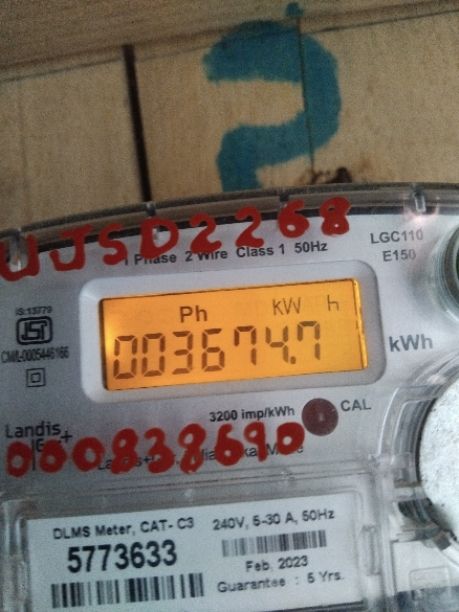 2
UJSD2268
1 Phase 2 Wire Class 1 50Hz
LGC110
E150
IS:13779
ISI
CM/L-0005446166
Ph kW h
003674.7
kWh
3200 imp/kWh
CAL
Landis
000838690
DLMS Meter, CAT- C3
5773633
240V, 5-30 A, 50Hz
Feb, 2023
Guarantee : 5 Yrs.